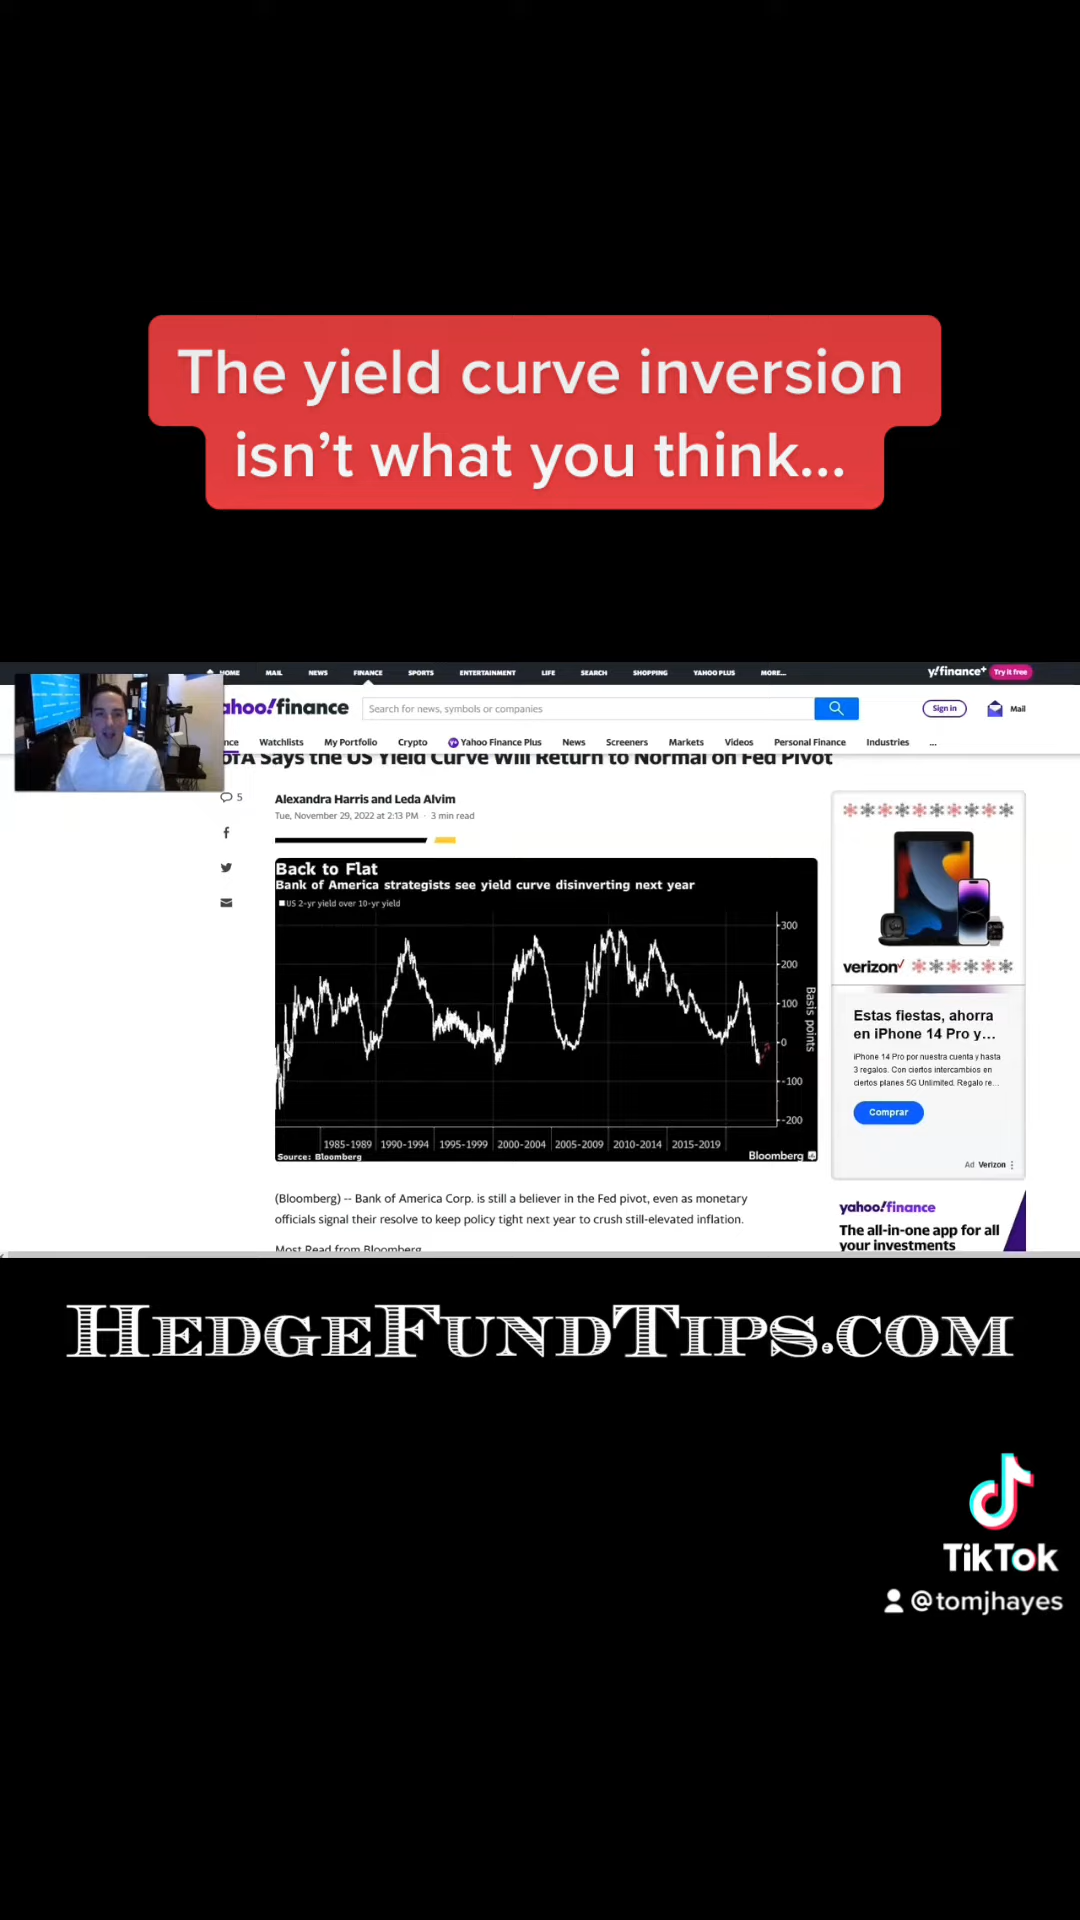 The yield curve inversion
isn’t what you think...
HOME MAIL NEWS FINANCE SPORTS ENTERTAINMENT LIFE SEARCH SHOPPING YAHOO PLUS MORE...
y!finance+ Try it free
ahoo!finance
Search for news, symbols or companies
Sign in
Mail
nce Watchlists My Portfolio Crypto Yahoo Finance Plus News Screeners Markets Videos Personal Finance Industries ...
ofA Says the US Yield Curve Will Return to Normal on Fed Pivot
5
Alexandra Harris and Leda Alvim
Tue, November 29, 2022 at 2:13 PM · 3 min read
Back to Flat
Bank of America strategists see yield curve disinverting next year
US 2-yr yield over 10-yr yield
300
200
100
0
-100
-200
Basis points
1985-1989 1990-1994 1995-1999 2000-2004 2005-2009 2010-2014 2015-2019
Source: Bloomberg
Bloomberg
(Bloomberg) -- Bank of America Corp. is still a believer in the Fed pivot, even as monetary
officials signal their resolve to keep policy tight next year to crush still-elevated inflation.
Most Read from Bloomberg
verizon✓
Estas fiestas, ahorra
en iPhone 14 Pro y...
iPhone 14 Pro por nuestra cuenta y hasta
3 regalos. Con ciertos intercambios en
ciertos planes 5G Unlimited. Regalo re...
Comprar
Ad Verizon
yahoo!finance
The all-in-one app for all
your investments
HEDGEFUNDTIPS.COM
TikTok
@tomjhayes